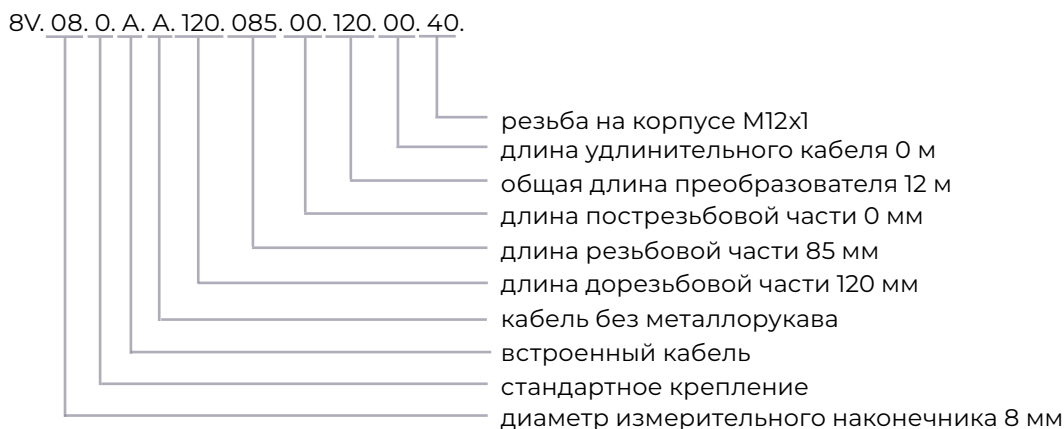 8V. 08. 0. A. A. 120. 085. 00. 120. 00. 40.
резьба на корпусе М12х1
длина удлинительного кабеля 0 м
общая длина преобразователя 12 м
длина пострезьбовой части 0 мм
длина резьбовой части 85 мм
длина дорезьбовой части 120 мм
кабель без металлорукава
встроенный кабель
стандартное крепление
диаметр измерительного наконечника 8 мм